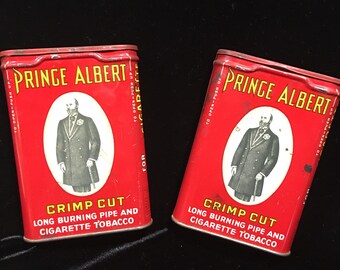 PRINCE ALBERT
CRIMP CUT
LONG BURNING PIPE AND
CIGARETTE TOBACCO
FOR
PRINCE ALBERT
CRIMP CUT
LONG BURNING PIPE AND
CIGARETTE TOBACCO